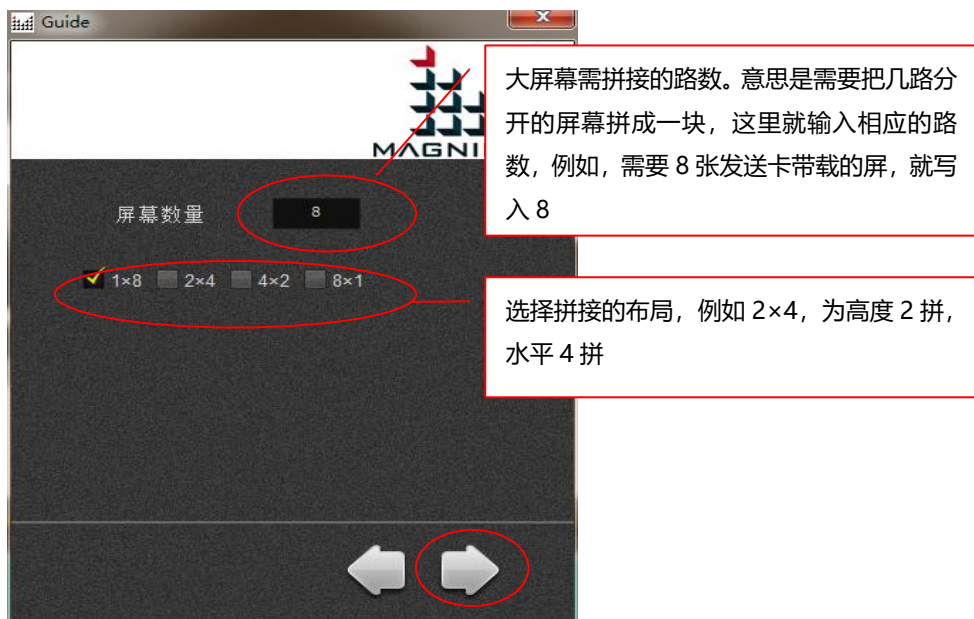 Guide
x
MAGNI
屏幕数量
8
1×8 2×4 4×2 8×1
大屏幕需拼接的路数。意思是需要把几路分
开的屏幕拼成一块，这里就输入相应的路
数，例如，需要 8 张发送卡带载的屏，就写
入 8
选择拼接的布局，例如 2×4，为高度 2 拼，
水平 4 拼